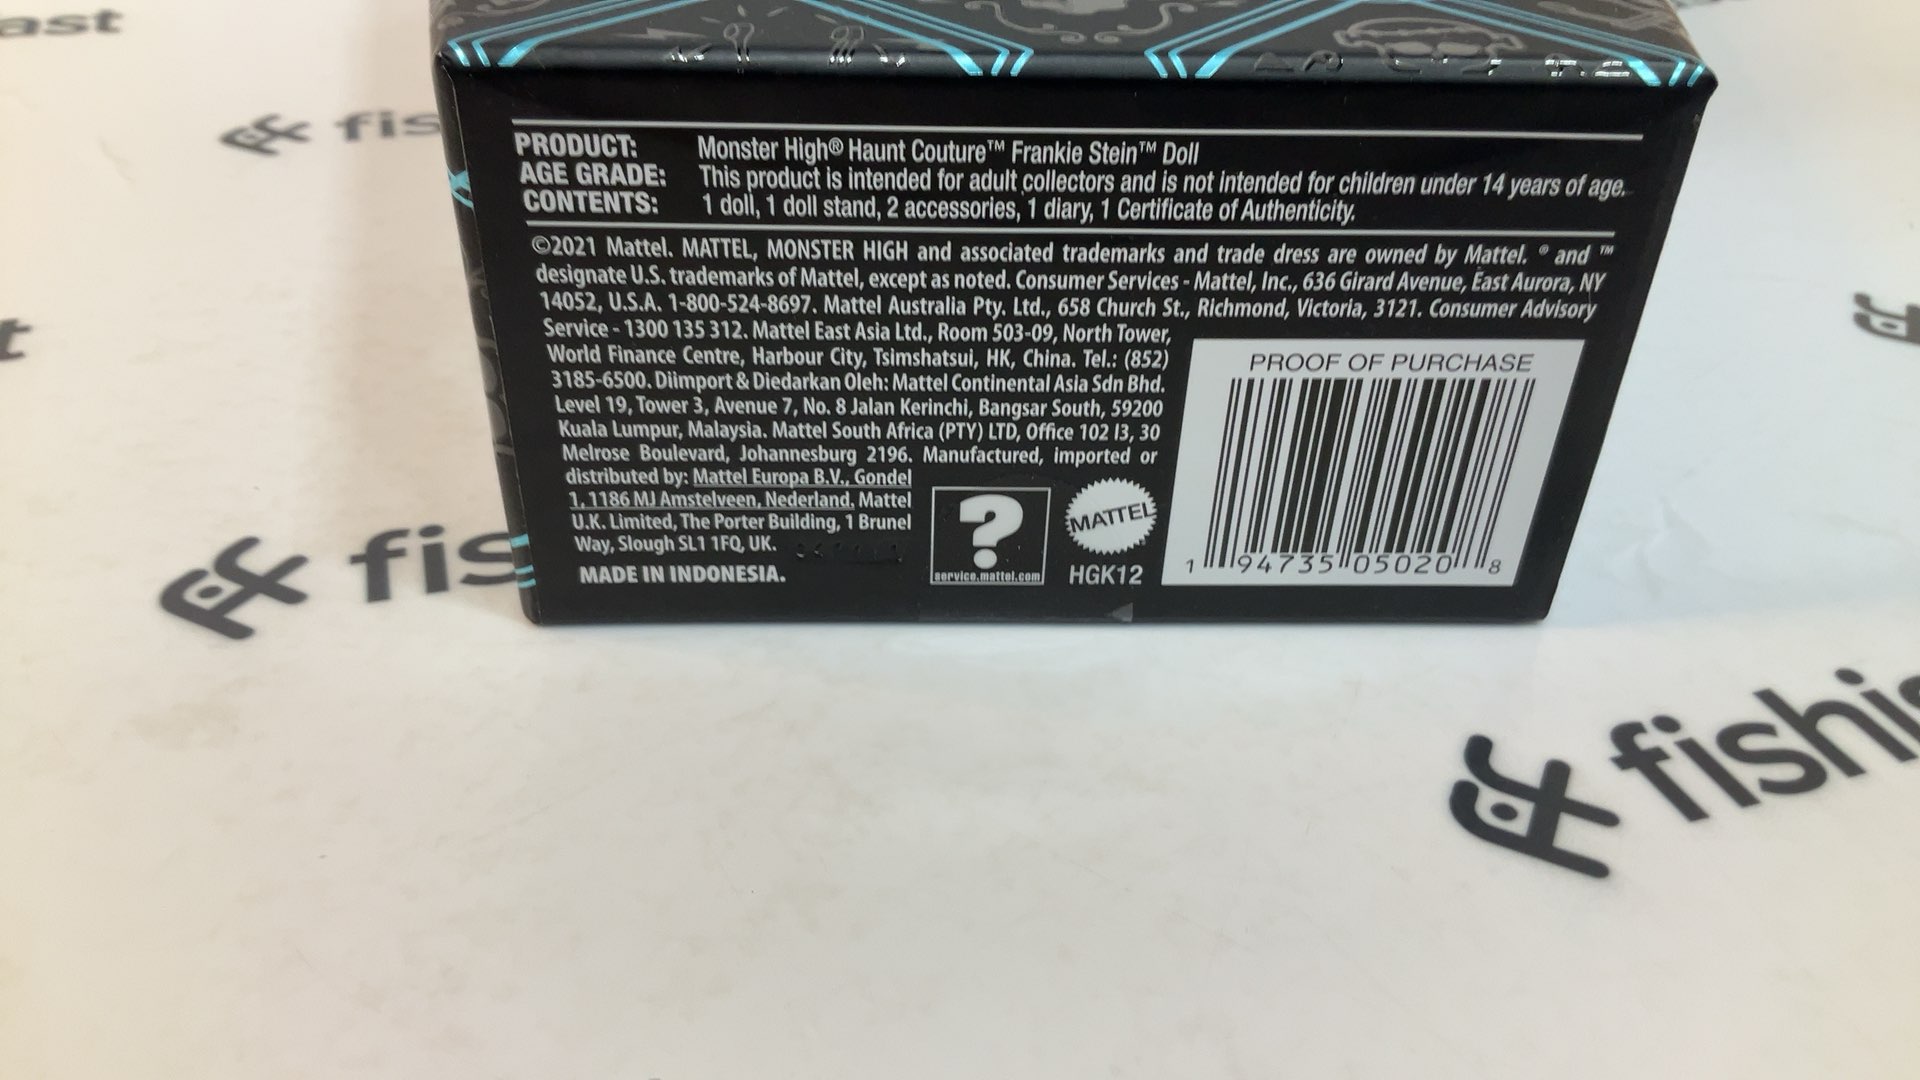 ast
fis
PRODUCT: Monster High® Haunt Couture™ Frankie Stein™ Doll
AGE GRADE: This product is intended for adult collectors and is not intended for children under 14 years of age.
CONTENTS: 1 doll, 1 doll stand, 2 accessories, 1 diary, 1 Certificate of Authenticity.
©2021 Mattel. MATTEL, MONSTER HIGH and associated trademarks and trade dress are owned by Mattel. ® and ™
designate U.S. trademarks of Mattel, except as noted. Consumer Services - Mattel, Inc., 636 Girard Avenue, East Aurora, NY
14052, U.S.A. 1-800-524-8697. Mattel Australia Pty. Ltd., 658 Church St., Richmond, Victoria, 3121. Consumer Advisory
Service - 1300 135 312. Mattel East Asia Ltd., Room 503-09, North Tower,
World Finance Centre, Harbour City, Tsimshatsui, HK, China. Tel.: (852)
3185-6500. Diimport & Diedarkan Oleh: Mattel Continental Asia Sdn Bhd.
Level 19, Tower 3, Avenue 7, No. 8 Jalan Kerinchi, Bangsar South, 59200
Kuala Lumpur, Malaysia. Mattel South Africa (PTY) LTD, Office 102 I3, 30
Melrose Boulevard, Johannesburg 2196. Manufactured, imported or
distributed by: Mattel Europa B.V., Gondel
1, 1186 MJ Amstelveen, Nederland. Mattel
U.K. Limited, The Porter Building, 1 Brunel
Way, Slough SL1 1FQ, UK.
MADE IN INDONESIA.
?
service.mattel.com
MATTEL
HGK12
PROOF OF PURCHASE
1 94735 05020 8
fis
fishi